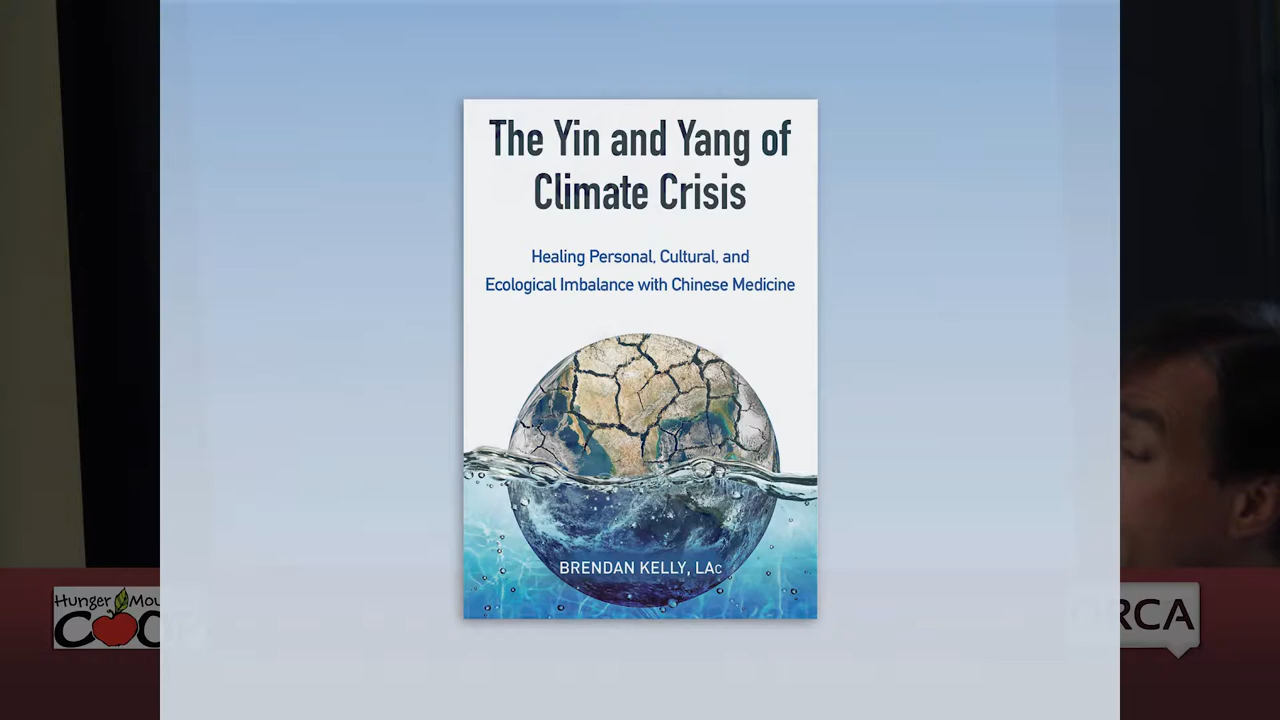 The Yin and Yang of
Climate Crisis
Healing Personal, Cultural, and
Ecological Imbalance with Chinese Medicine
BRENDAN KELLY, LAc
Hunger